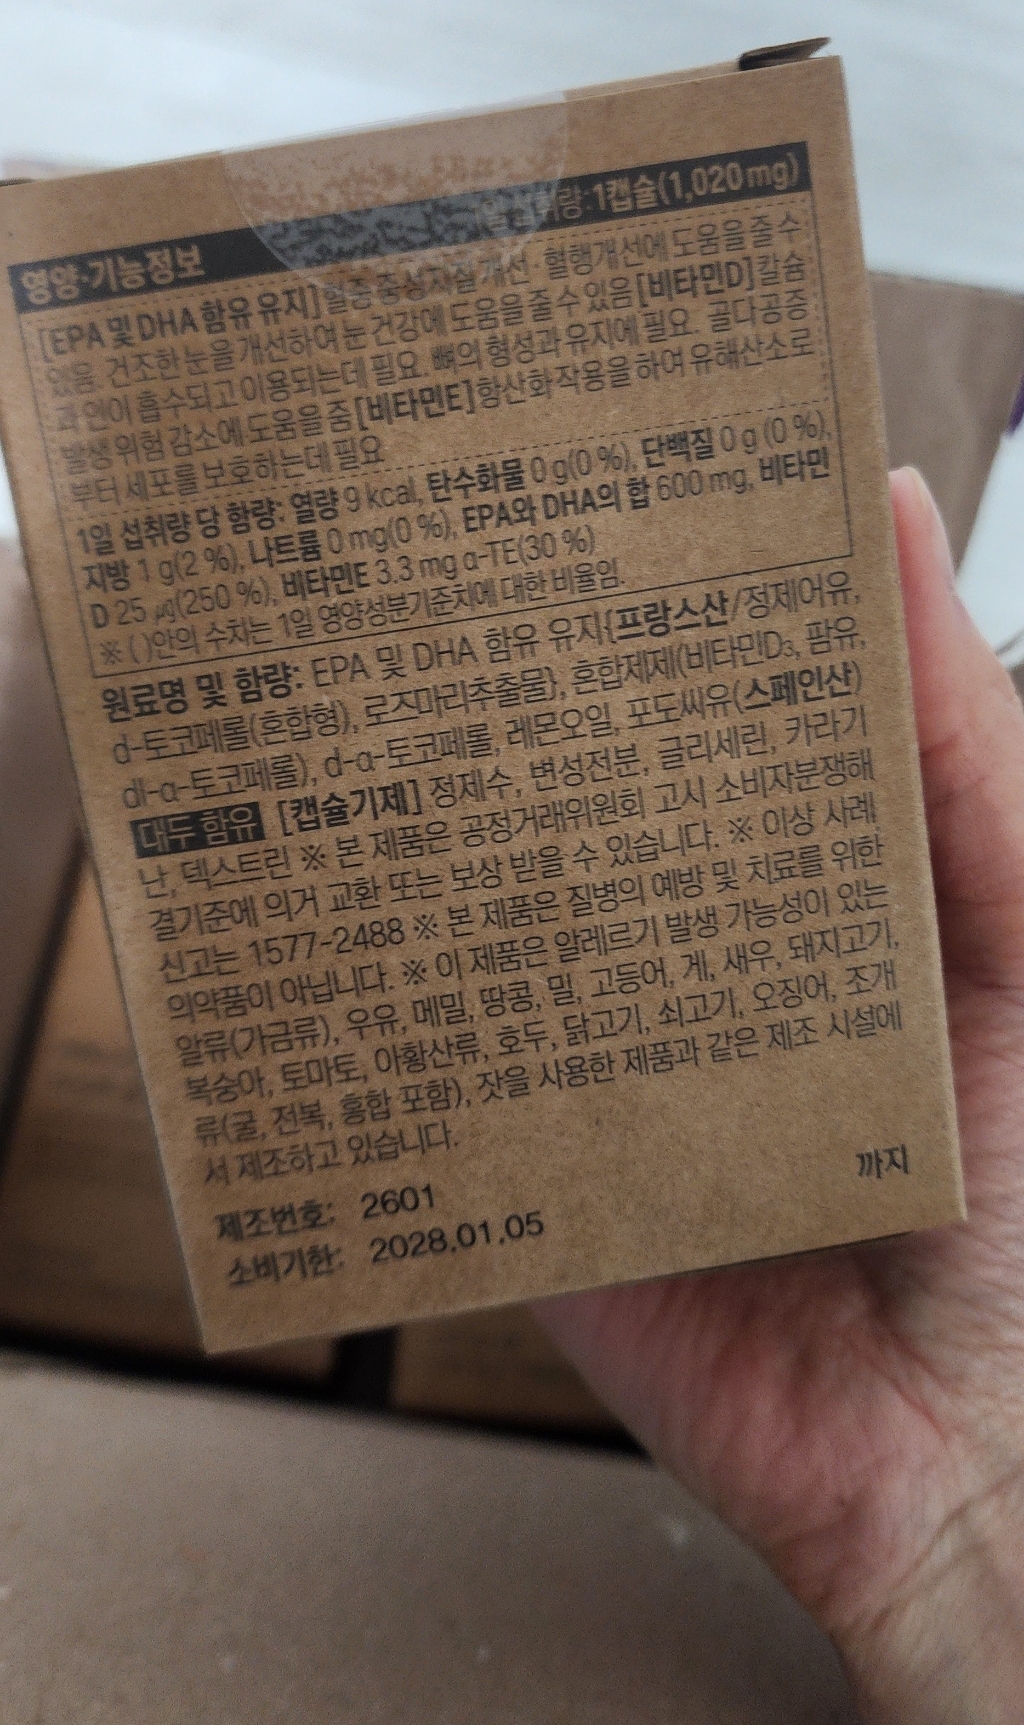 영양·기능정보 1일 섭취량:1캡슐(1,020mg)
[EPA 및 DHA 함유 유지] 혈중 중성지질 개선·혈행개선에 도움을 줄 수
있음. 건조한 눈을 개선하여 눈 건강에 도움을 줄 수 있음 [비타민D] 칼슘
과 인이 흡수되고 이용되는데 필요. 뼈의 형성과 유지에 필요. 골다공증
발생 위험 감소에 도움을 줌 [비타민E] 항산화 작용을 하여 유해산소로
부터 세포를 보호하는데 필요
1일 섭취량 당 함량: 열량 9 kcal, 탄수화물 0 g(0 %), 단백질 0 g (0 %),
지방 1 g(2 %), 나트륨 0 mg(0 %), EPA와 DHA의 합 600 mg, 비타민
D 25 ㎍(250 %), 비타민E 3.3 mg α-TE(30 %)
※ ( )안의 수치는 1일 영양성분기준치에 대한 비율임.
원료명 및 함량: EPA 및 DHA 함유 유지{프랑스산/정제어유,
d-토코페롤(혼합형), 로즈마리추출물}, 혼합제제(비타민D₃, 팜유,
dl-α-토코페롤), d-α-토코페롤, 레몬오일, 포도씨유(스페인산)
대두 함유 [캡슐기제] 정제수, 변성전분, 글리세린, 카라기
난, 덱스트린 ※ 본 제품은 공정거래위원회 고시 소비자분쟁해
결기준에 의거 교환 또는 보상 받을 수 있습니다. ※ 이상 사례
신고는 1577-2488 ※ 본 제품은 질병의 예방 및 치료를 위한
의약품이 아닙니다. ※ 이 제품은 알레르기 발생 가능성이 있는
알류(가금류), 우유, 메밀, 땅콩, 밀, 고등어, 게, 새우, 돼지고기,
복숭아, 토마토, 아황산류, 호두, 닭고기, 쇠고기, 오징어, 조개
류(굴, 전복, 홍합 포함), 잣을 사용한 제품과 같은 제조 시설에
서 제조하고 있습니다.
제조번호: 2601
소비기한: 2028.01.05 까지